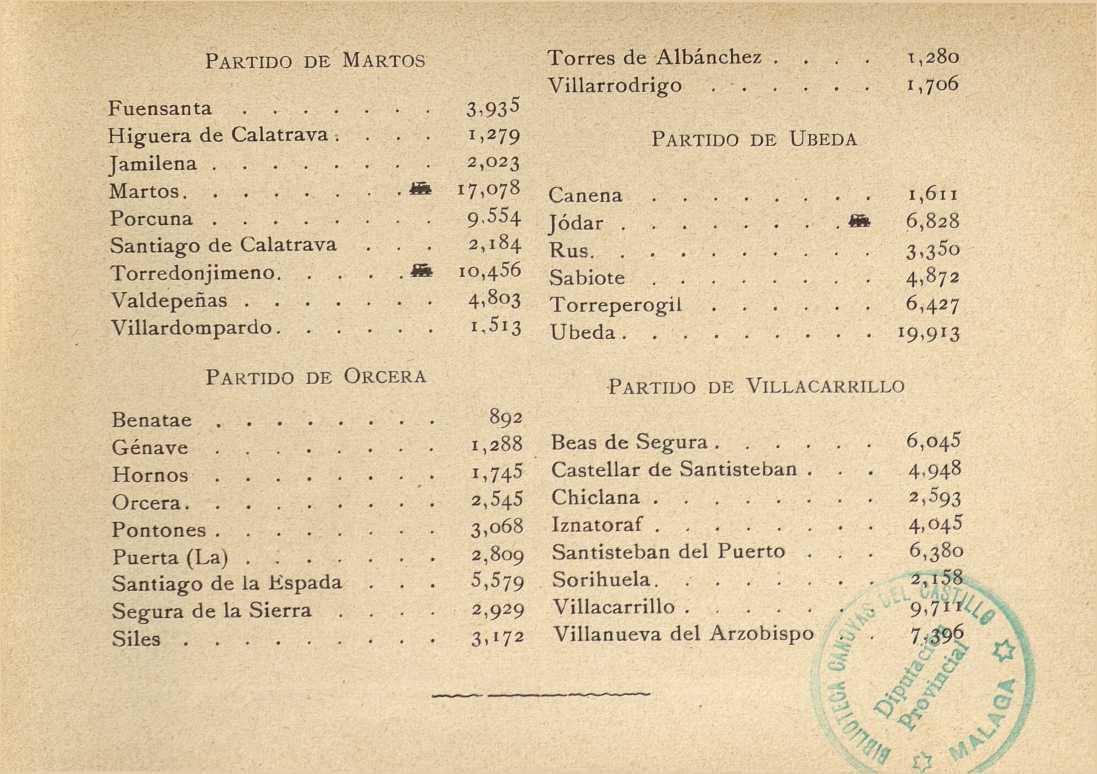 PARTIDO DE MARTOS
Fuensanta . . . . . . . 3,935
Higuera de Calatrava . . . . 1,279
Jamilena . . . . . . . . 2,023
Martos. . . . . . . . 17,078
Porcuna . . . . . . . . 9.554
Santiago de Calatrava . . . 2,184
Torredonjimeno. . . . . . 10,456
Valdepeñas . . . . . . . 4,803
Villardompardo. . . . . . 1.513
PARTIDO DE ORCERA
Benatae . . . . . . . . 892
Génave . . . . . . . . 1,288
Hornos . . . . . . . . 1,745
Orcera. . . . . . . . . 2,545
Pontones . . . . . . . . 3,068
Puerta (La) . . . . . . . 2,809
Santiago de la Espada . . . 5,579
Segura de la Sierra . . . . 2,929
Siles . . . . . . . . . 3,172
Torres de Albánchez . . . . 1,280
Villarrodrigo . . . . . . 1,706
PARTIDO DE UBEDA
Canena . . . . . . . . 1,611
Jódar . . . . . . . . 6,828
Rus. . . . . . . . . . 3,350
Sabiote . . . . . . . . 4,872
Torreperogil . . . . . . . 6,427
Ubeda . . . . . . . . . 19,913
PARTIDO DE VILLACARRILLO
Beas de Segura . . . . . . 6,045
Castellar de Santisteban . . . 4,948
Chiclana . . . . . . . . 2,593
Iznatoraf . . . . . . . . 4,045
Santisteban del Puerto . . . 6,380
Sorihuela. . . . . . . . 2,158
Villacarrillo . . . . . . . 9,711
Villanueva del Arzobispo . . 7,396
BIBLIOTECA CANOVAS DEL CASTILLO
Diputación
Provincial
MALAGA